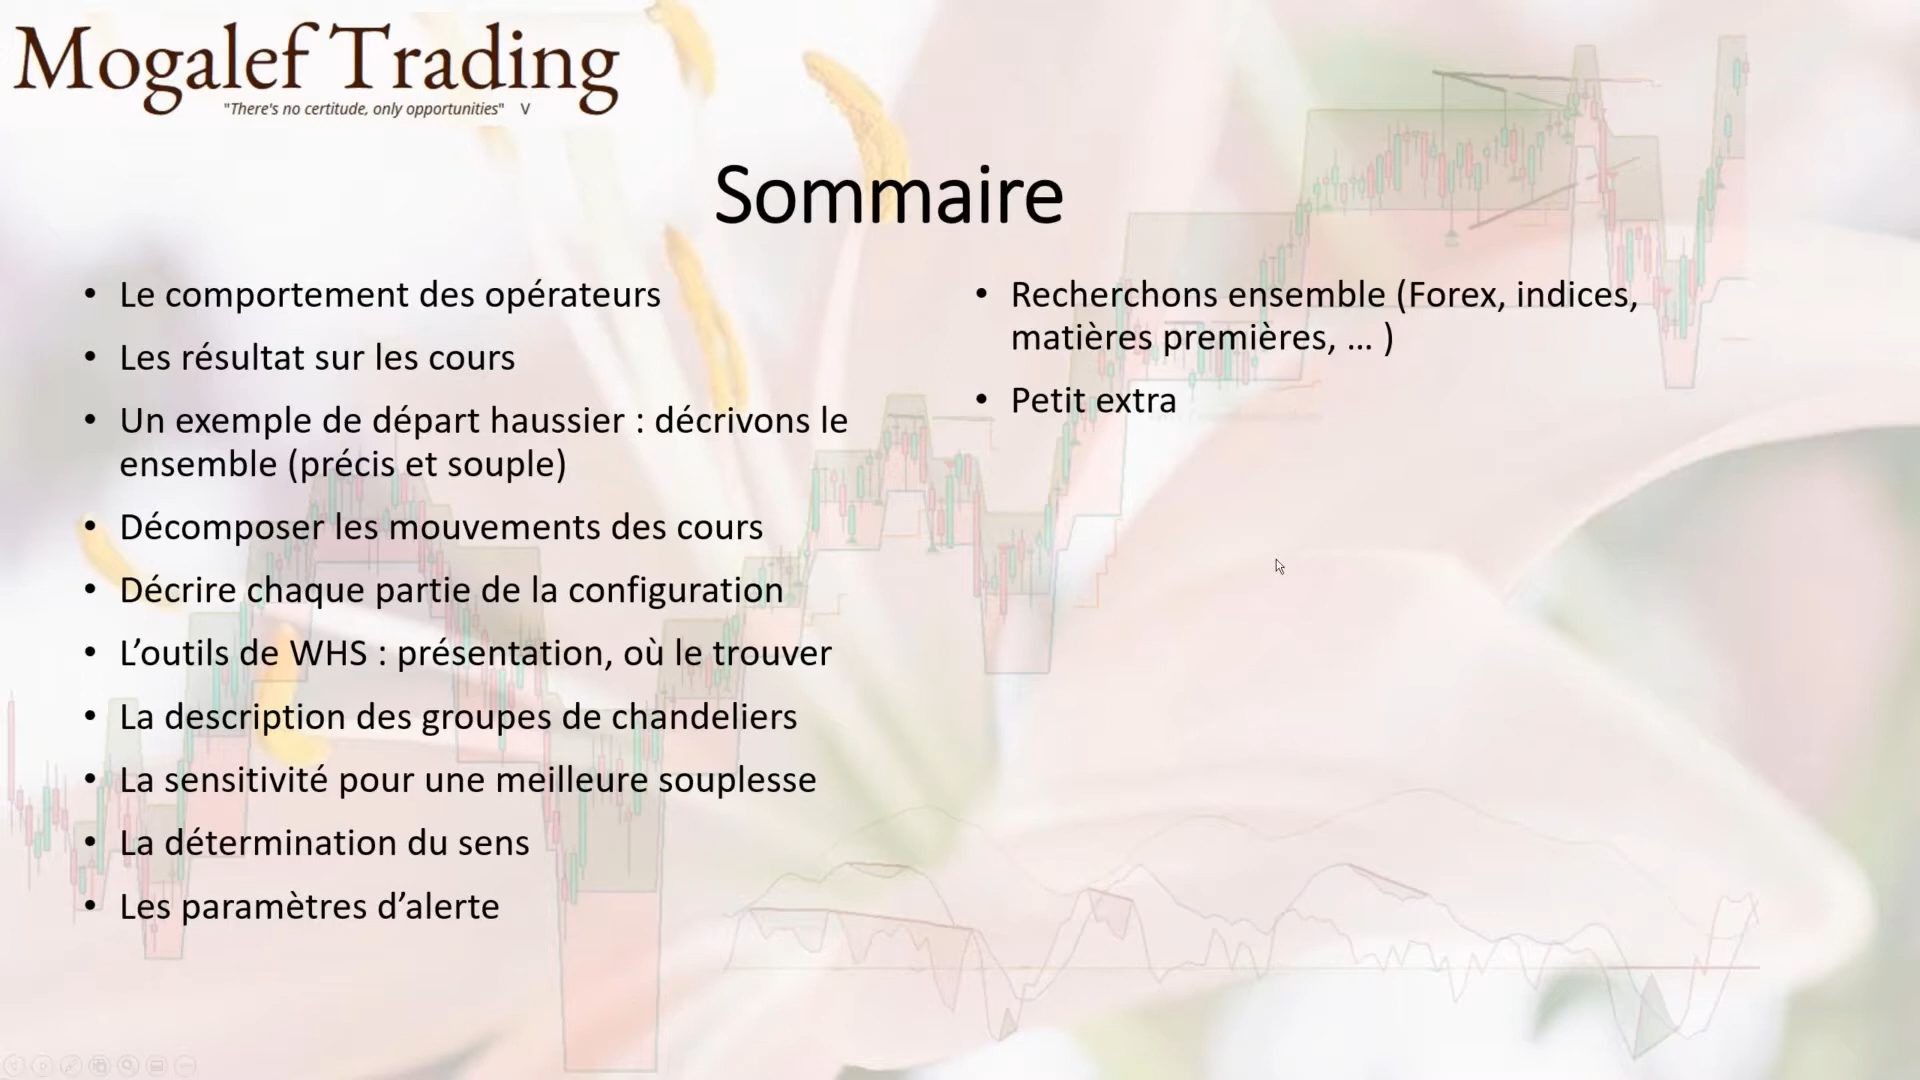 Mogalef Trading
"There's no certitude, only opportunities" V
Sommaire
• Le comportement des opérateurs
• Les résultat sur les cours
• Un exemple de départ haussier : décrivons le
ensemble (précis et souple)
• Décomposer les mouvements des cours
• Décrire chaque partie de la configuration
• L’outils de WHS : présentation, où le trouver
• La description des groupes de chandeliers
• La sensitivité pour une meilleure souplesse
• La détermination du sens
• Les paramètres d’alerte
• Recherchons ensemble (Forex, indices,
matières premières, … )
• Petit extra